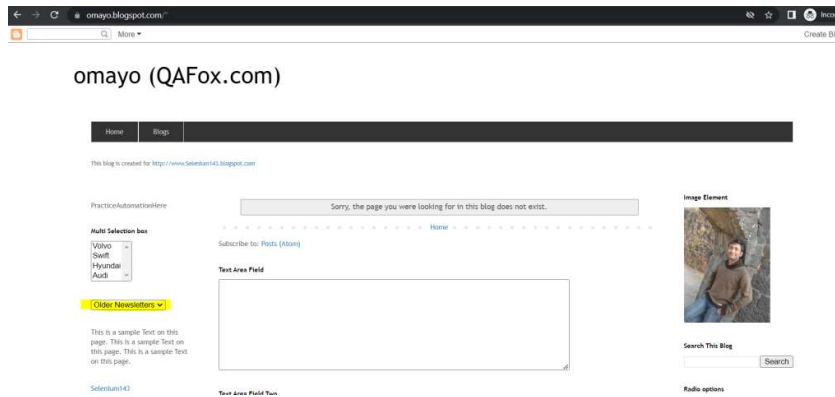 omayo.blogspot.com/"
Inco
More
Create Bl
omayo (QAFox.com)
Home
Blogs
This blog is created for http://www.Selenium143.blogspot.com
PracticeAutomationHere
Sorry, the page you were looking for in this blog does not exist.
Image Element
Multi Selection box
Home
Volvo
Swift
Hyundai
Audi
Subscribe to: Posts (Atom)
Text Area Field
Older Newsletters
This is a sample Text on this
page. This is a sample Text on
this page. This is a sample Text
on this page.
Search This Blog
Search
Selenium143
Text Area Field Two
Radio options